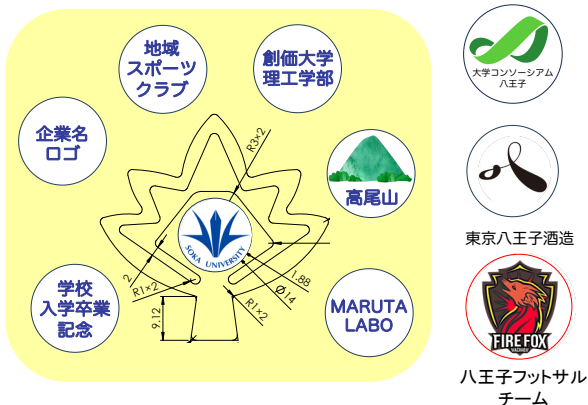 地域
スポーツ
クラブ
創価大学
理工学部
企業名
ロゴ
高尾山
学校
入学卒業
記念
MARUTA
LABO
SOKA UNIVERSITY
R3×2
2
R1×2
9.12
R1×2
1.88
Ø14
大学コンソーシアム
八王子
東京八王子酒造
FIRE FOX
HACHIOJI
八王子フットサル
チーム